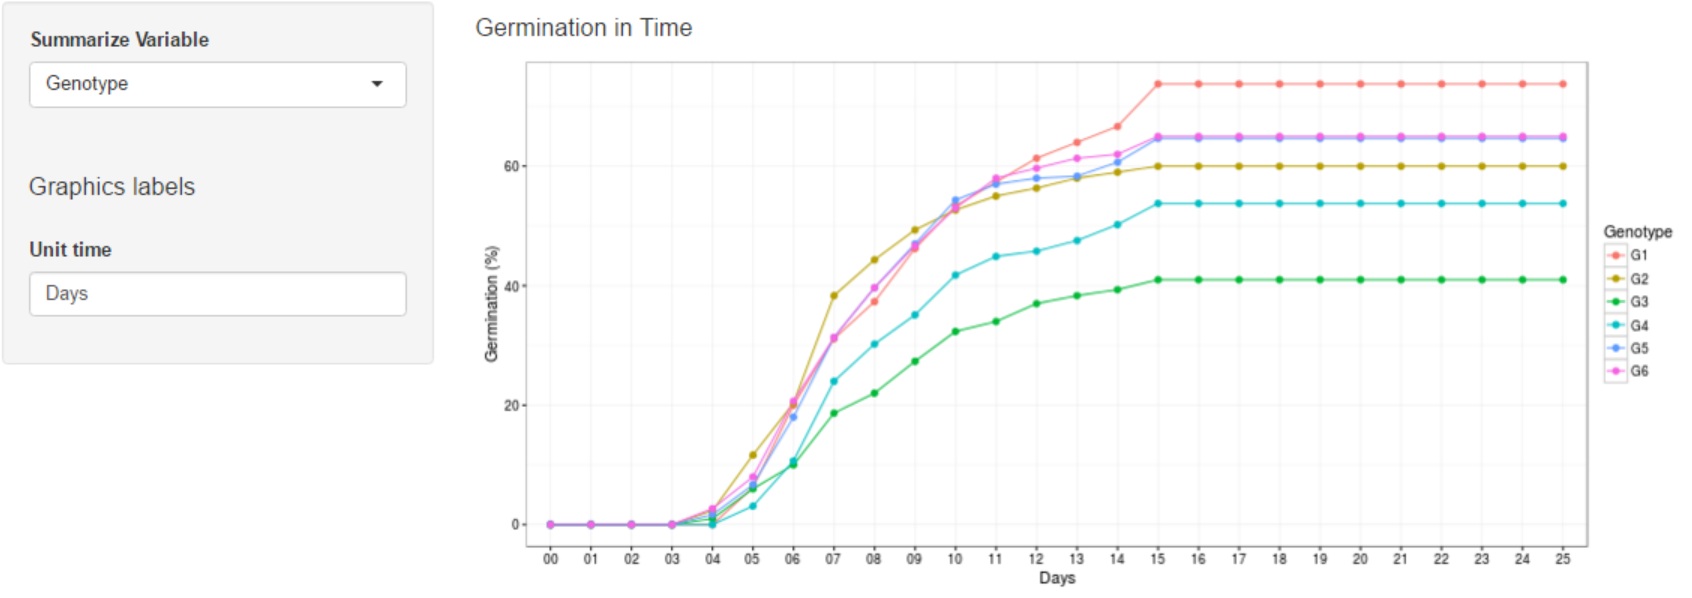 Summarize Variable
Genotype
Graphics labels
Unit time
Days
Germination in Time
Germination (%)
60
40
20
0
00 01 02 03 04 05 06 07 08 09 10 11 12 13 14 15 16 17 18 19 20 21 22 23 24 25
Days
Genotype
G1
G2
G3
G4
G5
G6